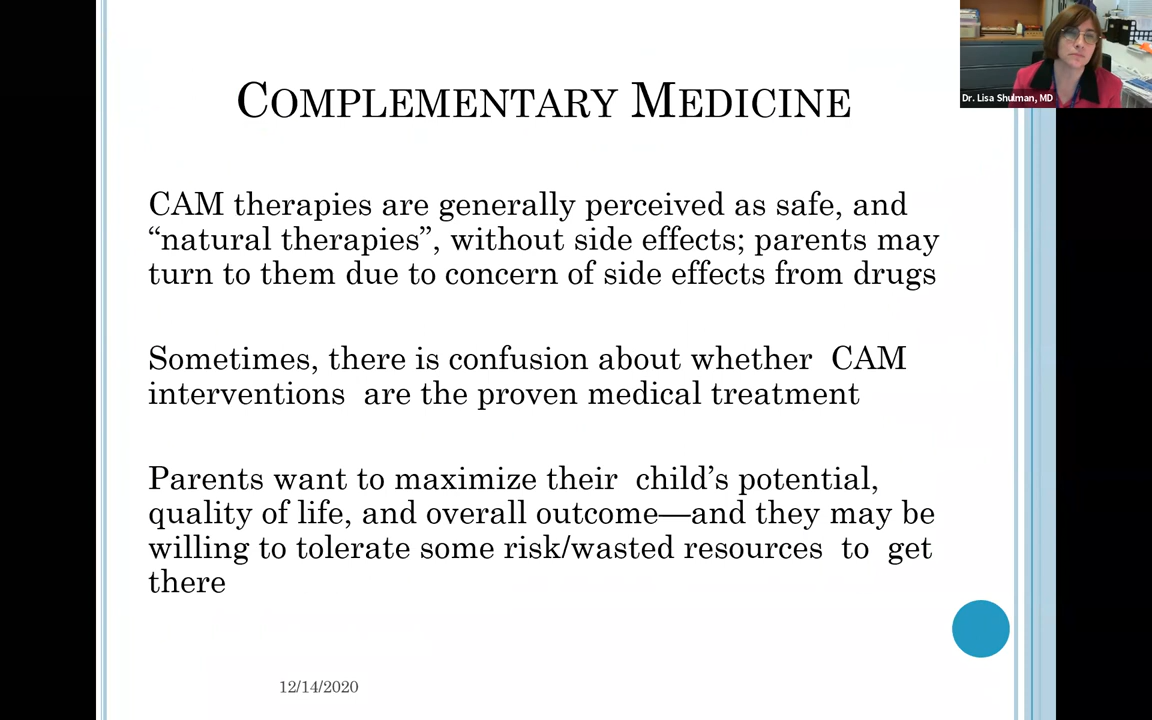 COMPLEMENTARY MEDICINE
Dr. Lisa Shulman, MD
CAM therapies are generally perceived as safe, and
“natural therapies”, without side effects; parents may
turn to them due to concern of side effects from drugs
Sometimes, there is confusion about whether CAM
interventions are the proven medical treatment
Parents want to maximize their child’s potential,
quality of life, and overall outcome—and they may be
willing to tolerate some risk/wasted resources to get
there
12/14/2020